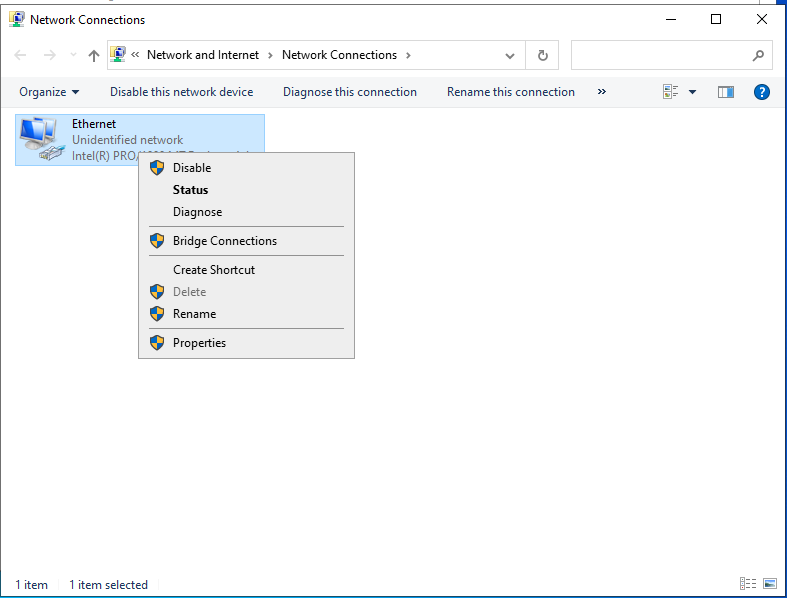 Network Connections
« Network and Internet › Network Connections ›
Organize Disable this network device Diagnose this connection Rename this connection »
Ethernet
Unidentified network
Intel(R) PRO/1000 MT
Disable
Status
Diagnose
Bridge Connections
Create Shortcut
Delete
Rename
Properties
1 item 1 item selected